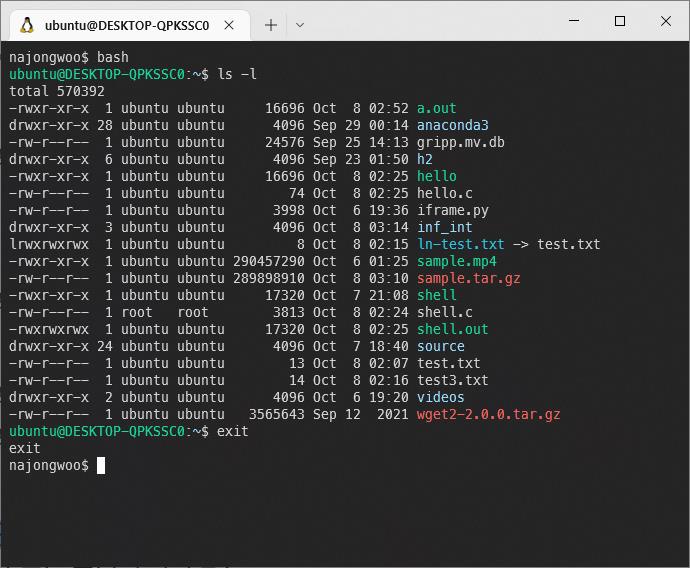 ubuntu@DESKTOP-QPKSSC0
najongwoo$ bash
ubuntu@DESKTOP-QPKSSC0:~$ ls -l
total 570392
-rwxr-xr-x  1 ubuntu ubuntu     16696 Oct  8 02:52 a.out
drwxr-xr-x 28 ubuntu ubuntu      4096 Sep 29 00:14 anaconda3
-rw-r--r--  1 ubuntu ubuntu     24576 Sep 25 14:13 gripp.mv.db
drwxr-xr-x  6 ubuntu ubuntu      4096 Sep 23 01:50 h2
-rwxr-xr-x  1 ubuntu ubuntu     16696 Oct  8 02:25 hello
-rw-r--r--  1 ubuntu ubuntu        74 Oct  8 02:25 hello.c
-rw-r--r--  1 ubuntu ubuntu      3998 Oct  6 19:36 iframe.py
drwxr-xr-x  3 ubuntu ubuntu      4096 Oct  8 03:14 inf_int
lrwxrwxrwx  1 ubuntu ubuntu         8 Oct  8 02:15 ln-test.txt -> test.txt
-rwxr-xr-x  1 ubuntu ubuntu 290457290 Oct  6 01:25 sample.mp4
-rw-r--r--  1 ubuntu ubuntu 289898910 Oct  8 03:10 sample.tar.gz
-rwxr-xr-x  1 ubuntu ubuntu     17320 Oct  7 21:08 shell
-rw-r--r--  1 root   root        3813 Oct  8 02:24 shell.c
-rwxrwxrwx  1 ubuntu ubuntu     17320 Oct  8 02:25 shell.out
drwxr-xr-x 24 ubuntu ubuntu      4096 Oct  7 18:40 source
-rw-r--r--  1 ubuntu ubuntu        13 Oct  8 02:07 test.txt
-rw-r--r--  1 ubuntu ubuntu        14 Oct  8 02:16 test3.txt
drwxr-xr-x  2 ubuntu ubuntu      4096 Oct  6 19:20 videos
-rw-r--r--  1 ubuntu ubuntu   3565643 Sep 12  2021 wget2-2.0.0.tar.gz
ubuntu@DESKTOP-QPKSSC0:~$ exit
exit
najongwoo$